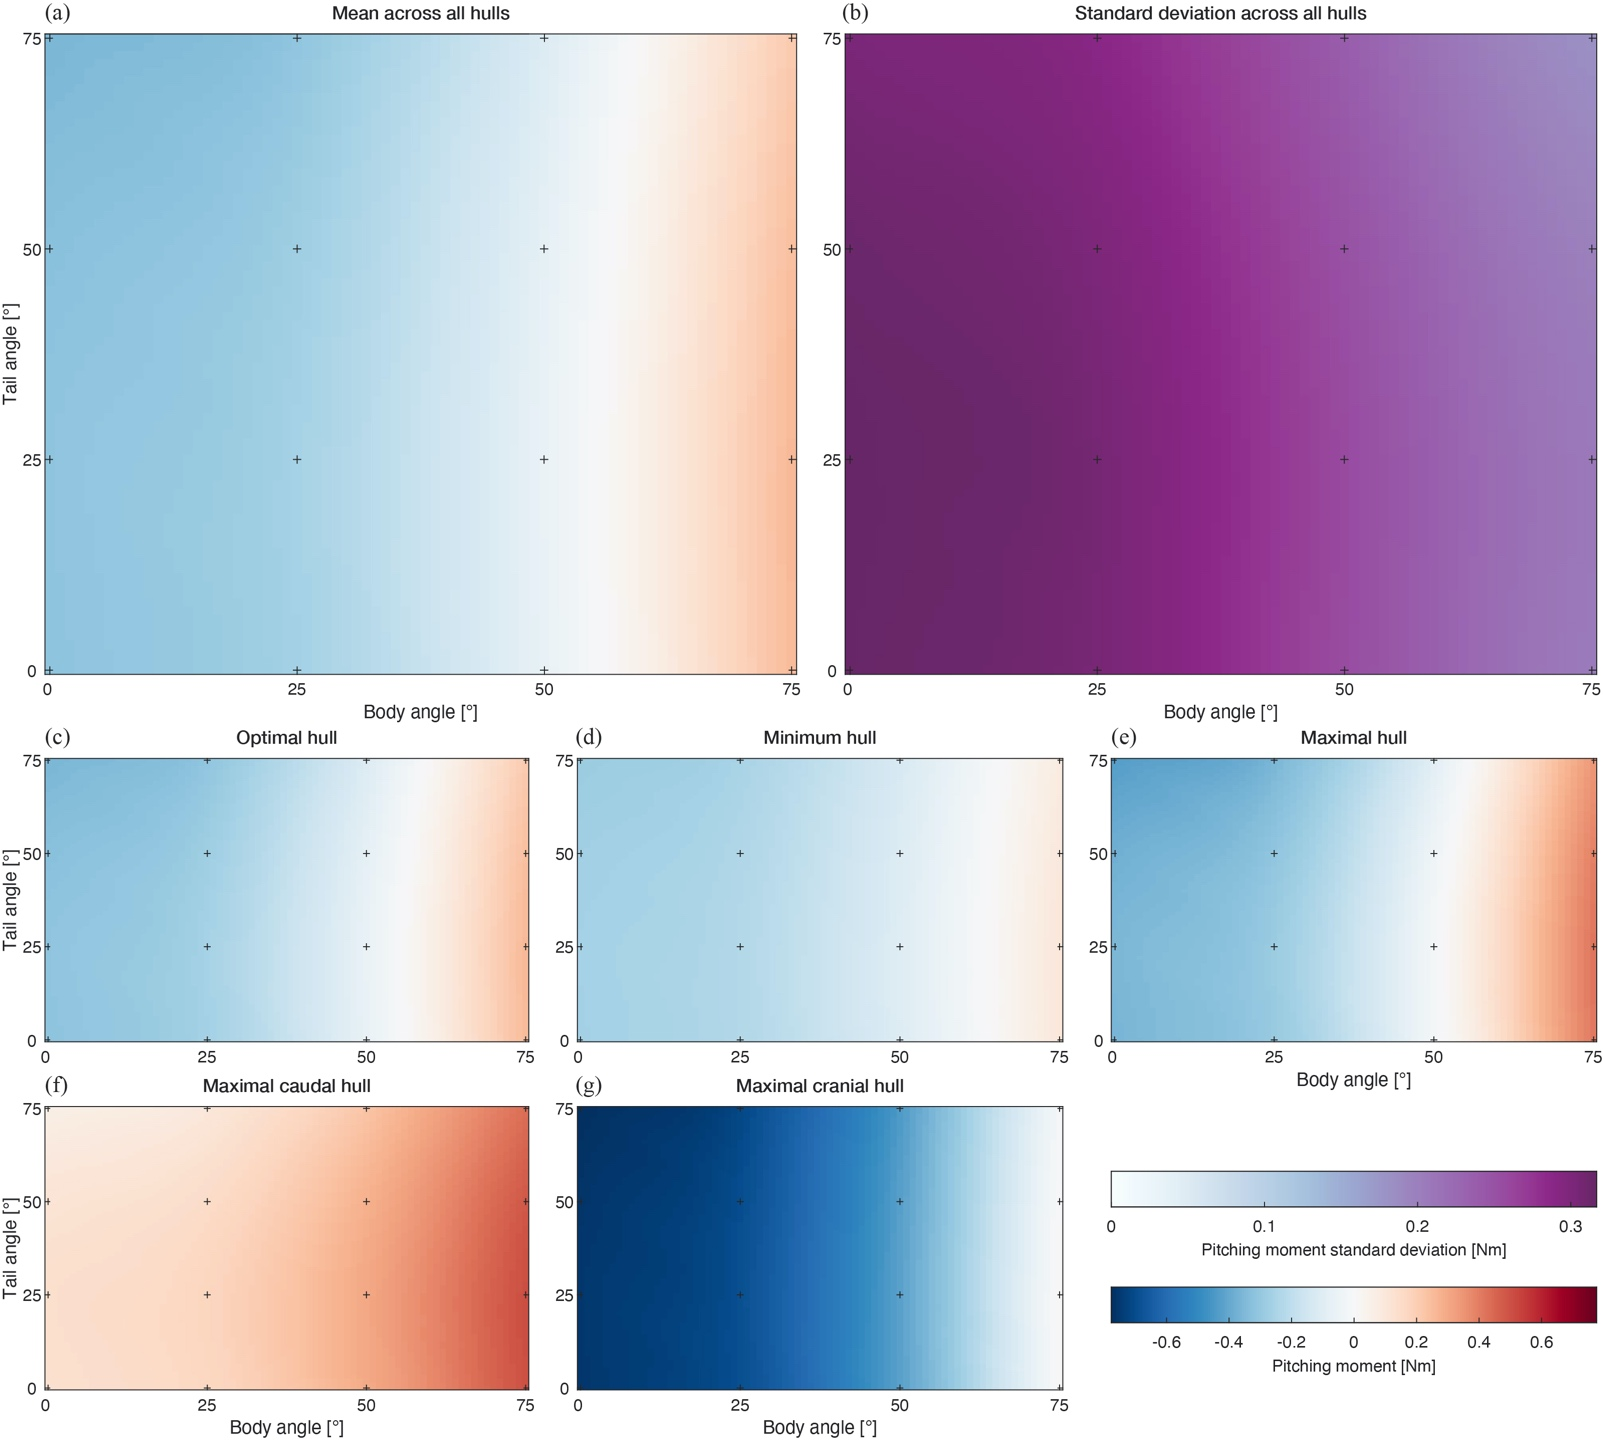 (a) Mean across all hulls
(b) Standard deviation across all hulls
75
50
25
0
Tail angle [°]
0 25 50 75
Body angle [°]
75
50
25
0
0 25 50 75
Body angle [°]
(c) Optimal hull
(d) Minimum hull
(e) Maximal hull
75
50
25
0
Tail angle [°]
0 25 50 75
75
50
25
0
0 25 50 75
75
50
25
0
0 25 50 75
Body angle [°]
(f) Maximal caudal hull
(g) Maximal cranial hull
75
50
25
0
Tail angle [°]
0 25 50 75
Body angle [°]
75
50
25
0
0 25 50 75
Body angle [°]
0 0.1 0.2 0.3
Pitching moment standard deviation [Nm]
-0.6 -0.4 -0.2 0 0.2 0.4 0.6
Pitching moment [Nm]